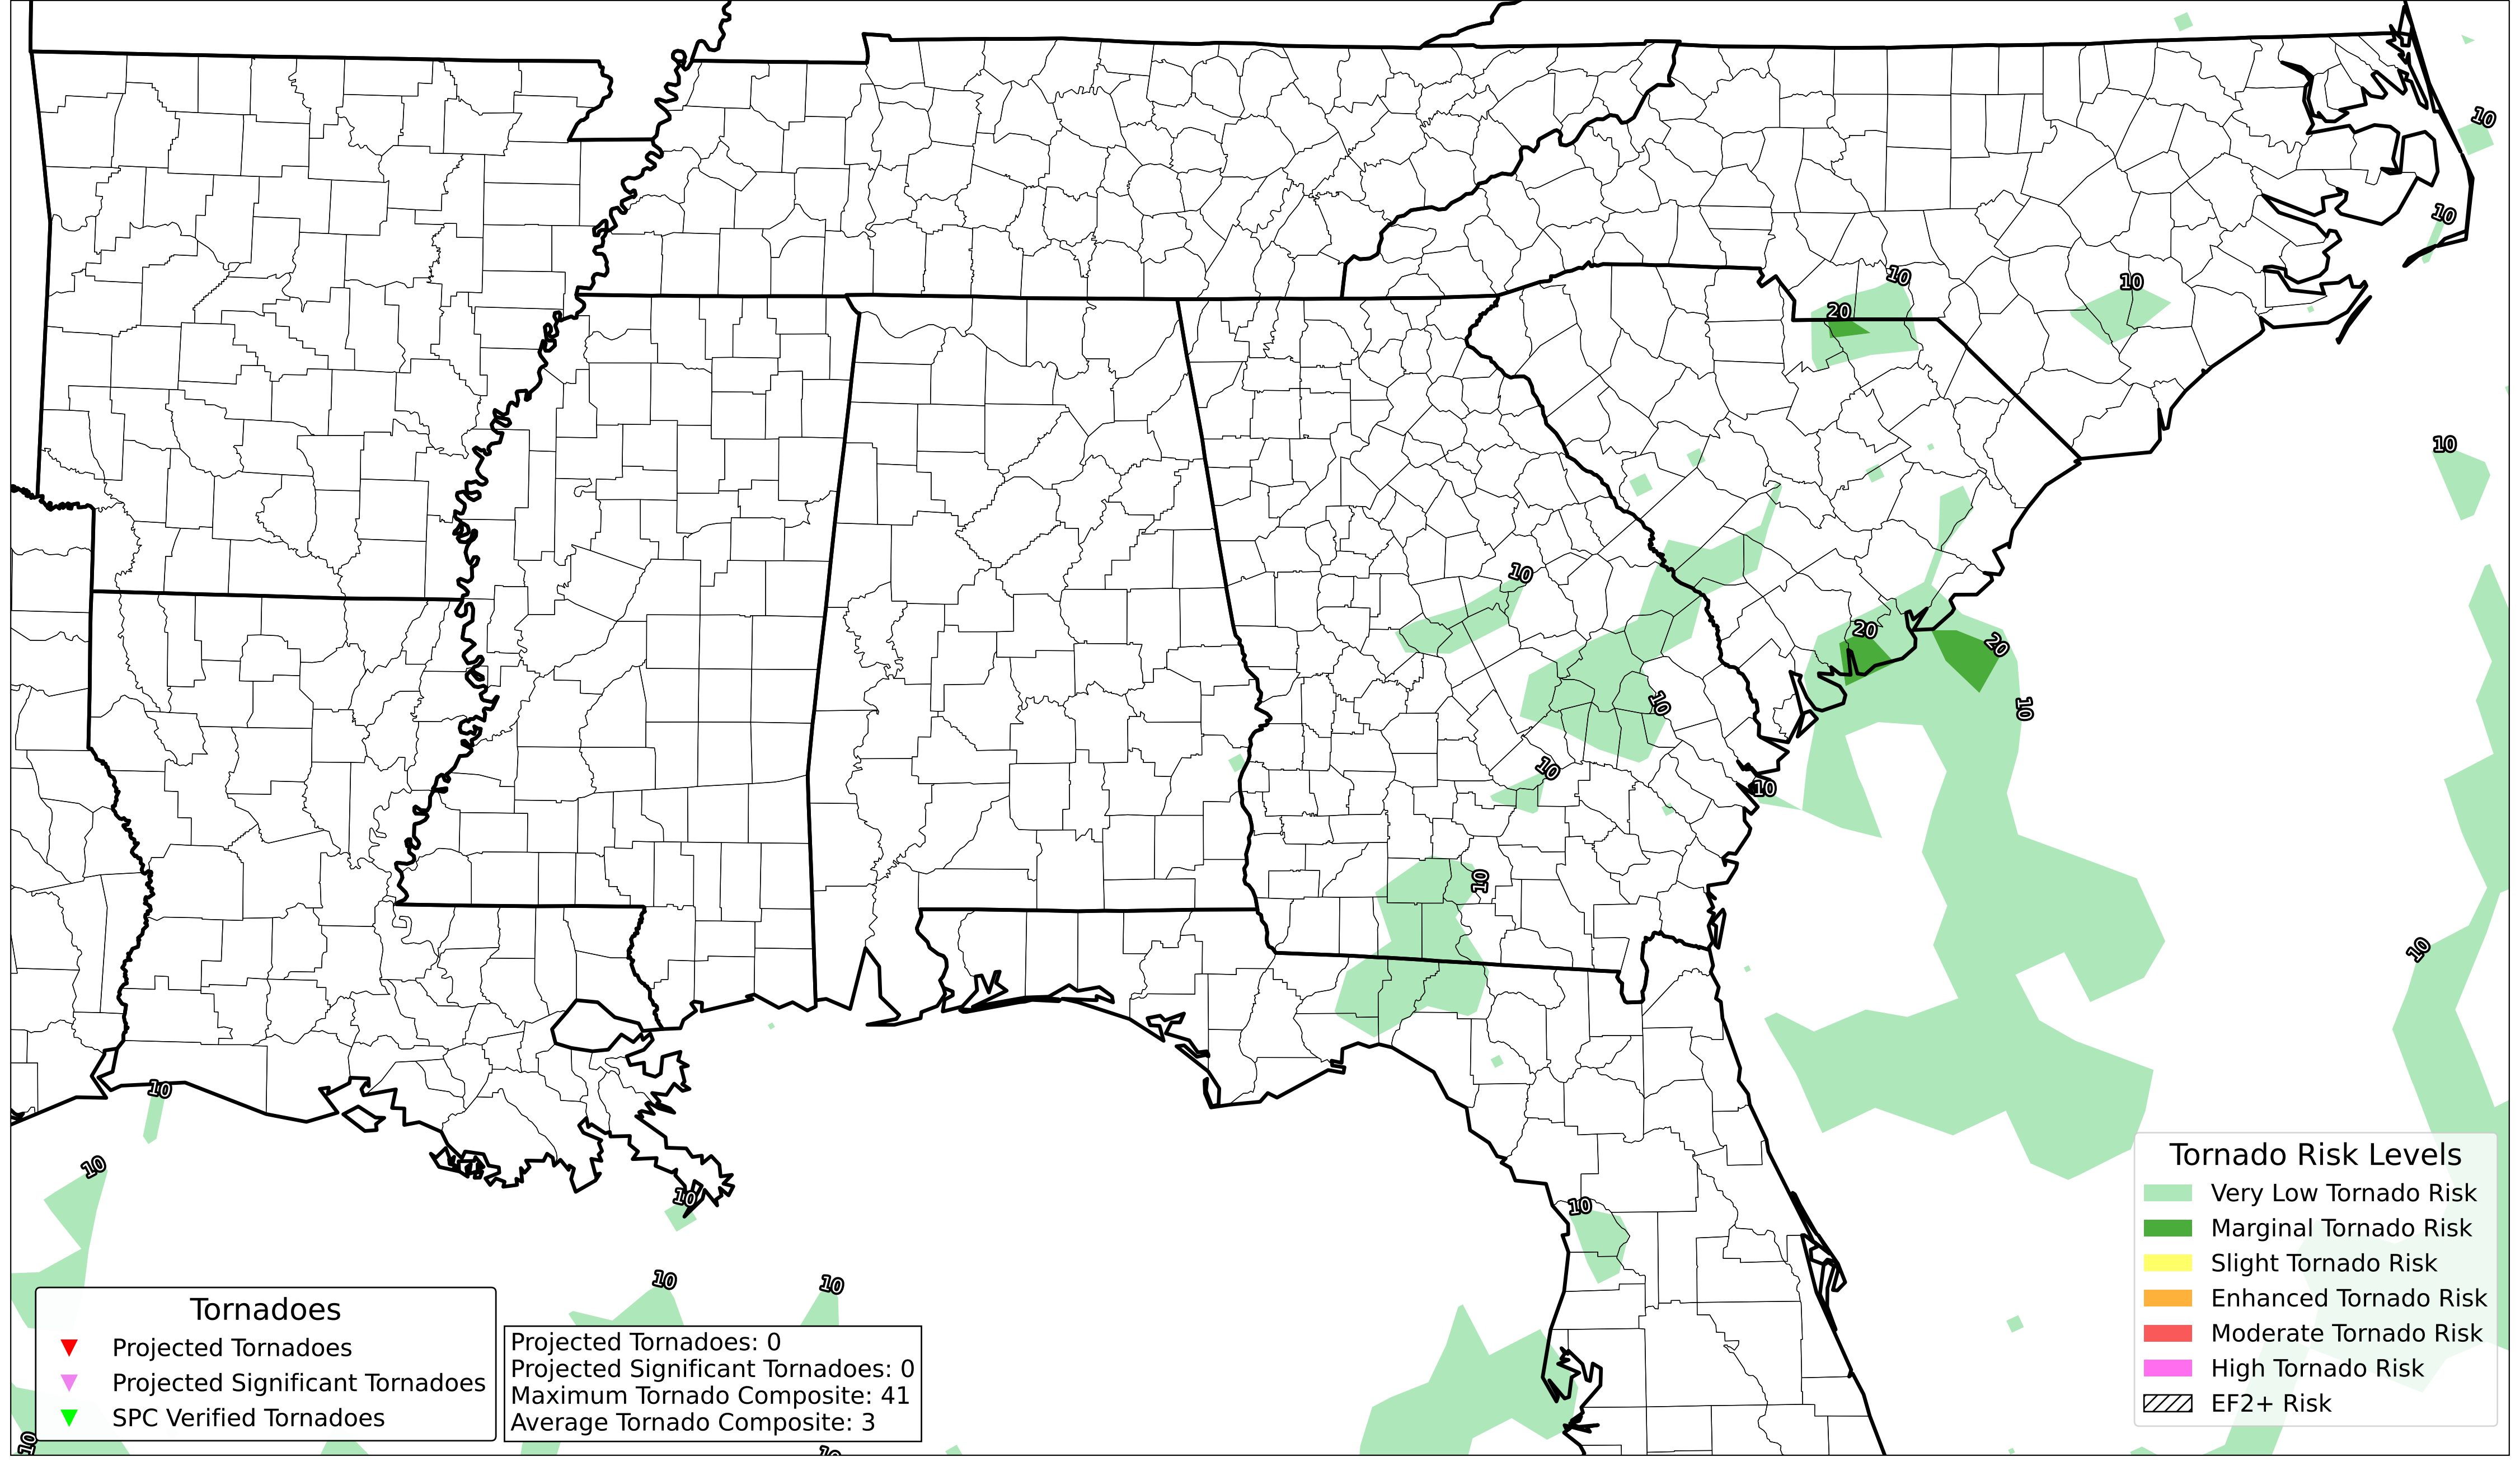 10
10
10
10
20
10
10
10
20
20
10
10
10
10
10
10
10
10
10
10
10
10
10
10
Tornado Risk Levels
Very Low Tornado Risk
Marginal Tornado Risk
Slight Tornado Risk
Enhanced Tornado Risk
Moderate Tornado Risk
High Tornado Risk
EF2+ Risk
Tornadoes
Projected Tornadoes
Projected Significant Tornadoes
SPC Verified Tornadoes
Projected Tornadoes: 0
Projected Significant Tornadoes: 0
Maximum Tornado Composite: 41
Average Tornado Composite: 3